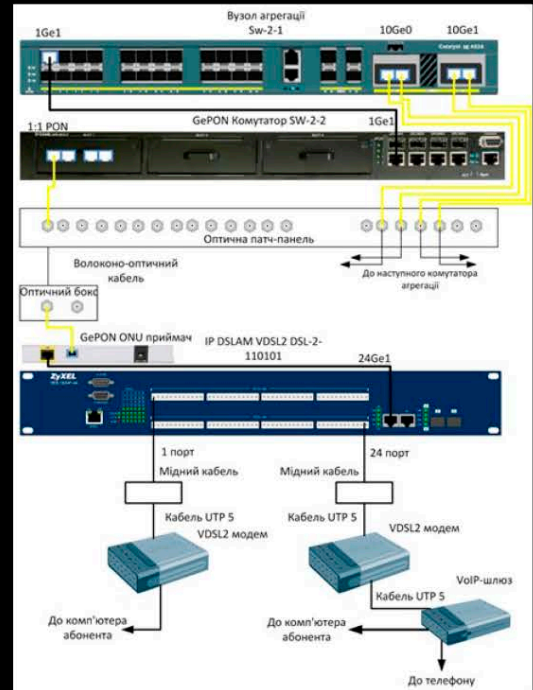 Вузол агрегації
1Ge1
Sw-2-1
10Ge0
10Ge1
GePON Комутатор SW-2-2
1Ge1
1:1 PON
Оптична патч-панель
Волоконо-оптичний
кабель
До наступного комутатора
агрегації
Оптичний бокс
GePON ONU приймач
IP DSLAM VDSL2 DSL-2-
110101
24Ge1
ZyXEL
1 порт
24 порт
Мідний кабель
Мідний кабель
Кабель UTP 5
Кабель UTP 5
VDSL2 модем
VDSL2 модем
VoIP-шлюз
Кабель UTP 5
До комп'ютера
абонента
До комп'ютера
абонента
До телефону